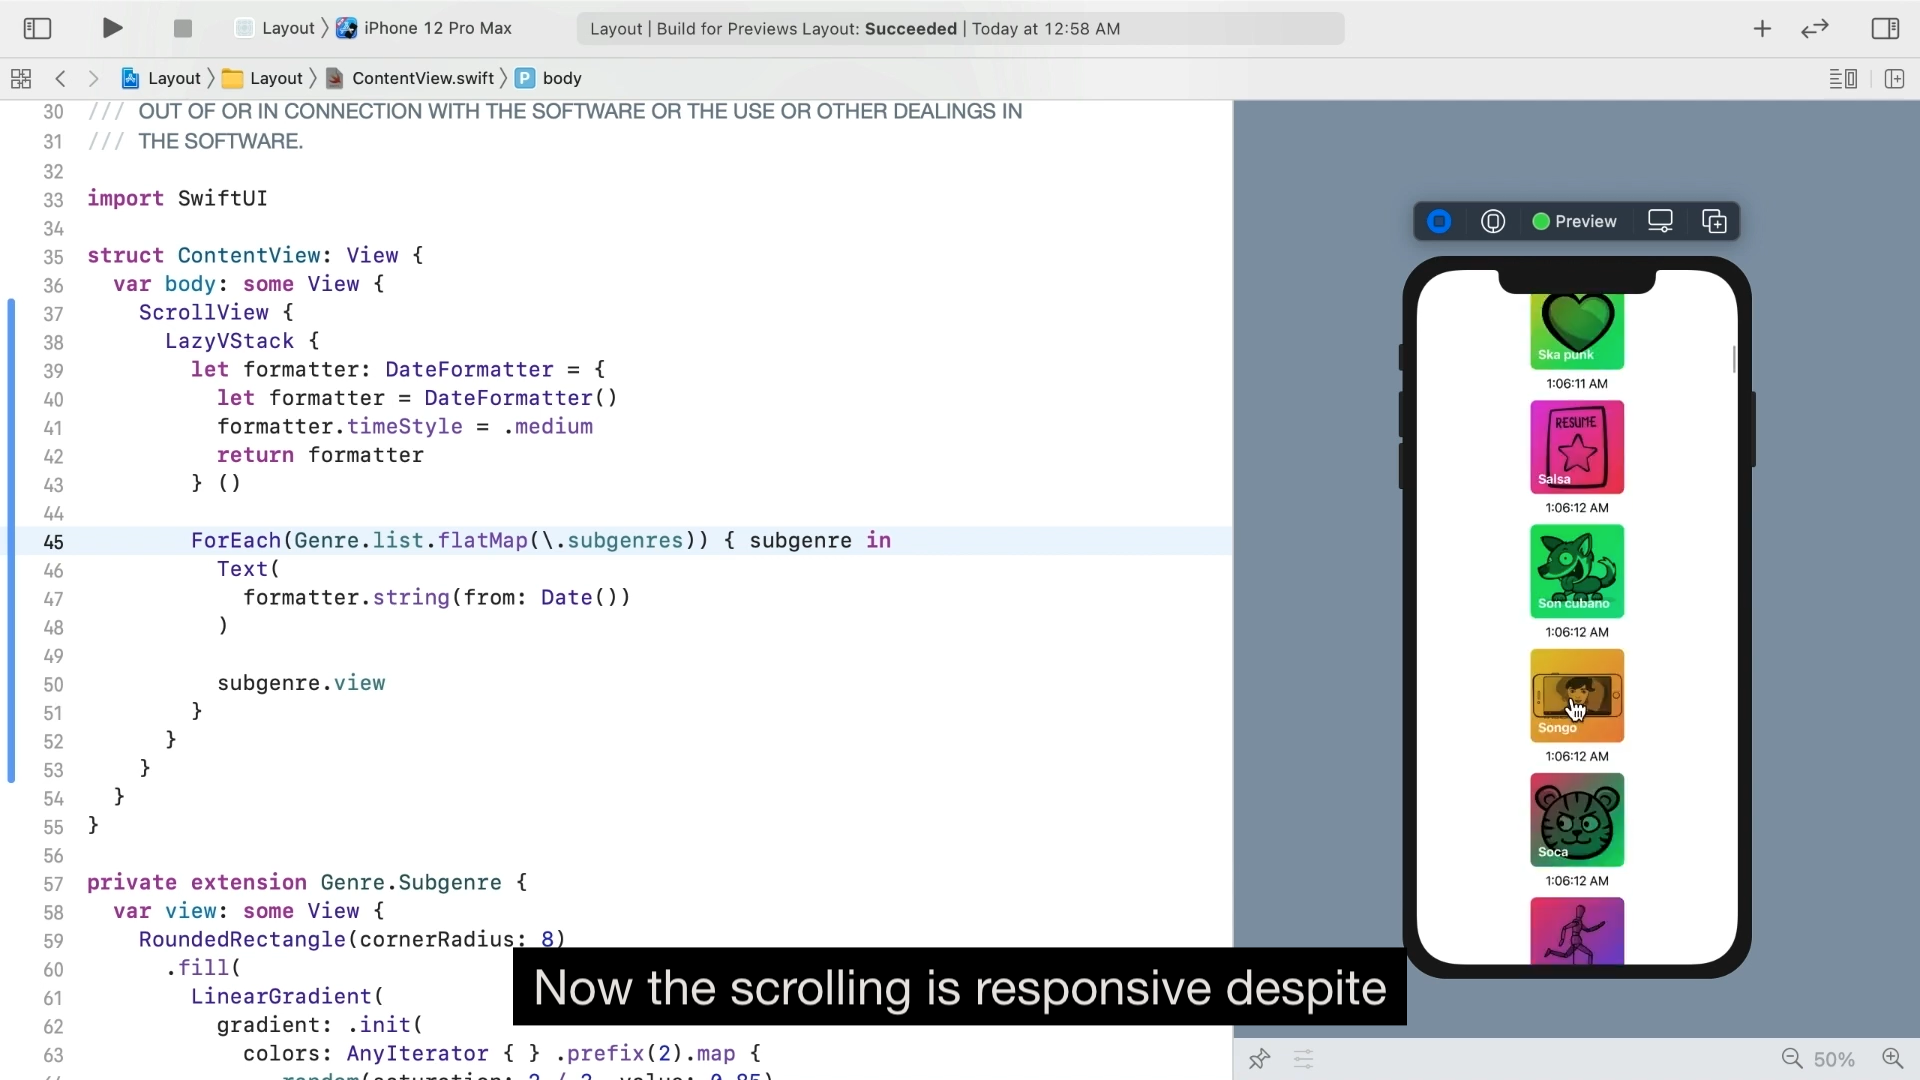 Layout 〉 iPhone 12 Pro Max
Layout | Build for Previews Layout: Succeeded | Today at 12:58 AM
Layout 〉 Layout 〉 ContentView.swift 〉 P body
30 /// OUT OF OR IN CONNECTION WITH THE SOFTWARE OR THE USE OR OTHER DEALINGS IN
31 /// THE SOFTWARE.
32
33 import SwiftUI
34
35 struct ContentView: View {
36 var body: some View {
37 ScrollView {
38 LazyVStack {
39 let formatter: DateFormatter = {
40 let formatter = DateFormatter()
41 formatter.timeStyle = .medium
42 return formatter
43 } ()
44
45 ForEach(Genre.list.flatMap(\.subgenres)) { subgenre in
46 Text(
47 formatter.string(from: Date())
48 )
49
50 subgenre.view
51 }
52 }
53 }
54 }
55 }
56
57 private extension Genre.Subgenre {
58 var view: some View {
59 RoundedRectangle(cornerRadius: 8)
60 .fill(
61 LinearGradient(
62 gradient: .init(
63 colors: AnyIterator { } .prefix(2).map {
Preview
Ska punk
1:06:11 AM
RESUME
Salsa
1:06:12 AM
Son cubano
1:06:12 AM
Songo
1:06:12 AM
Soca
1:06:12 AM
Now the scrolling is responsive despite
50%